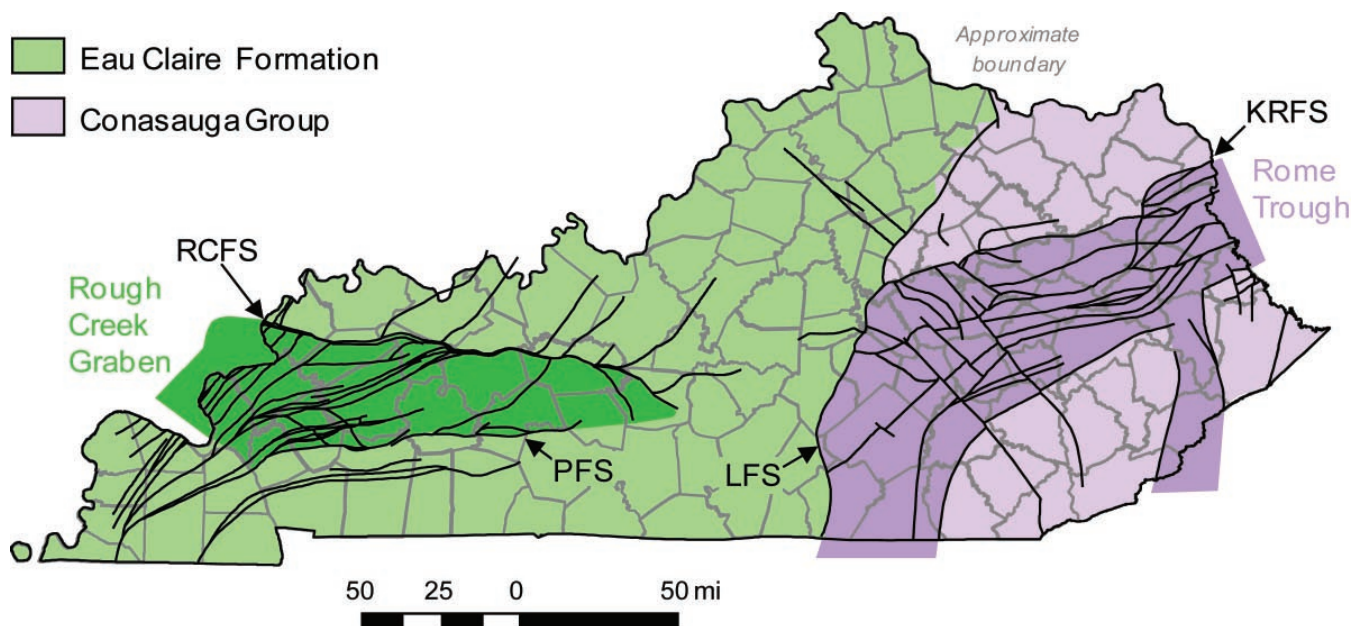 Eau Claire Formation
Conasauga Group
Approximate
boundary
KRFS
Rome
Trough
RCFS
Rough
Creek
Graben
PFS
LFS
50 25 0 50 mi